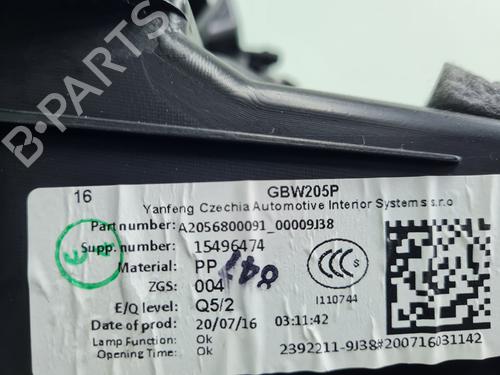 B-PARTS
16 GBW205P
Yanfeng Czechia Automotive Interior Systems s.r.o
Part number: A2056800091_00009J38
Supp.number: 15496474
Material: PP
847
ZGS: 004
I110744
E/Q level: Q5/2
Date of prod: 20/07/16 03:11:42
Lamp Function: Ok
Opening Time: Ok
2392211-9J38#200716031142